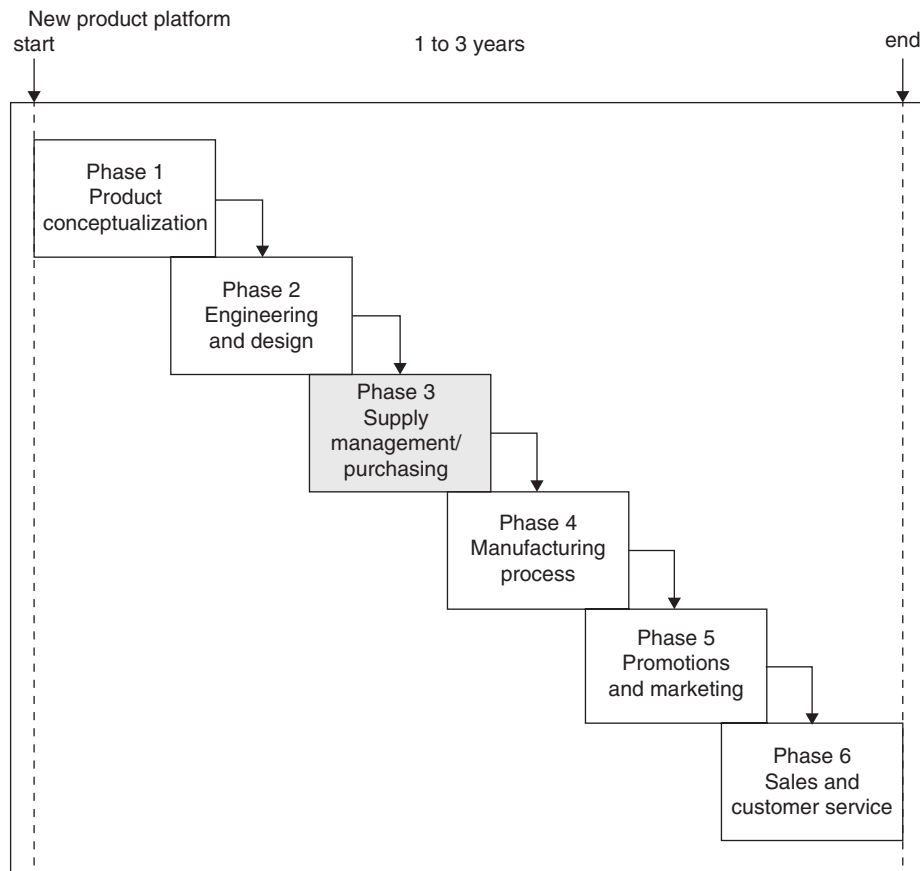 New product platform
start
1 to 3 years
end
Phase 1
Product
conceptualization
Phase 2
Engineering
and design
Phase 3
Supply
management/
purchasing
Phase 4
Manufacturing
process
Phase 5
Promotions
and marketing
Phase 6
Sales and
customer service